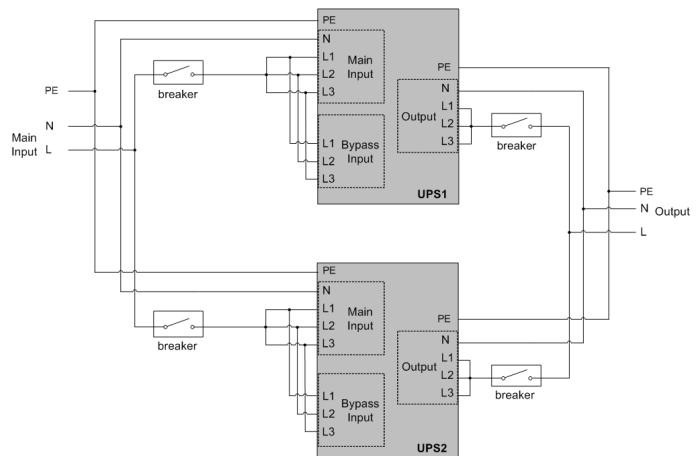 PE
N
Main
Input
L
breaker
PE
N
L1
L2
L3
Main
Input
L1
L2
L3
Bypass
Input
UPS1
PE
N
L1
L2
L3
Output
breaker
PE
N
Output
L
breaker
PE
N
L1
L2
L3
Main
Input
L1
L2
L3
Bypass
Input
UPS2
PE
N
L1
L2
L3
Output
breaker